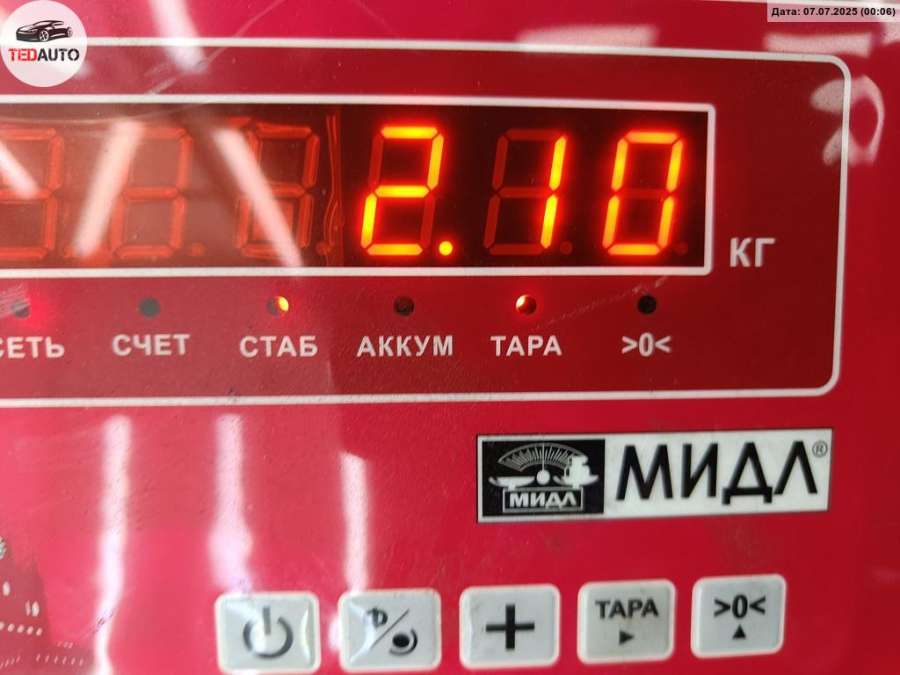 TEDAUTO
Дата: 07.07.2025 (00:06)
2.10
КГ
СЕТЬ СЧЕТ СТАБ АККУМ ТАРА >0<
МИДЛ МИДЛ®
ТАРА >0<